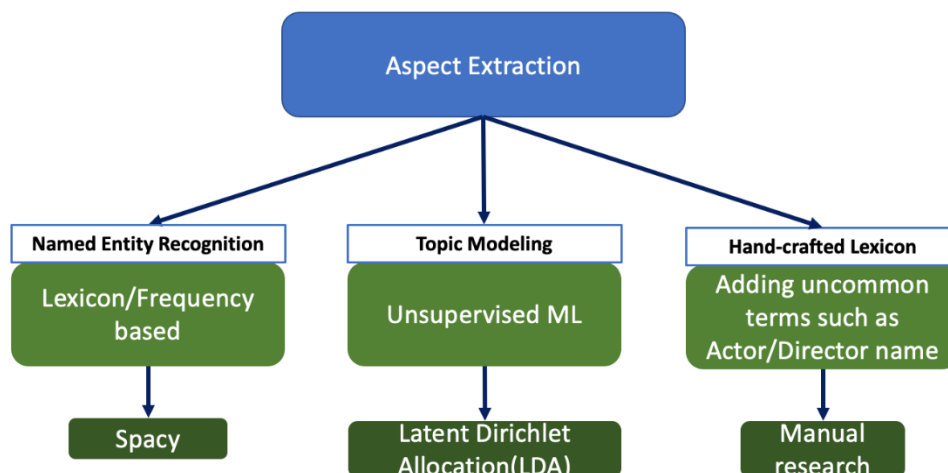 Aspect Extraction
Named Entity Recognition
Lexicon/Frequency
based
Spacy
Topic Modeling
Unsupervised ML
Latent Dirichlet
Allocation(LDA)
Hand-crafted Lexicon
Adding uncommon
terms such as
Actor/Director name
Manual
research